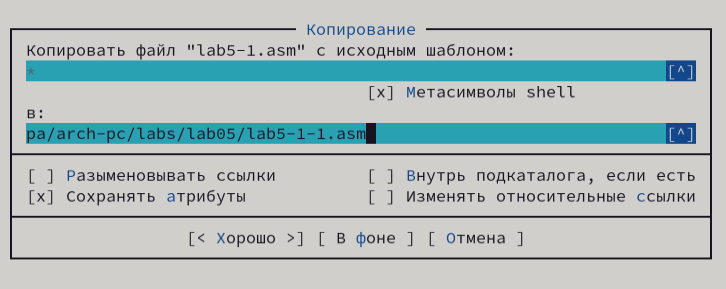 Копирование
Копировать файл "lab5-1.asm" с исходным шаблоном:
* [^]
[x] Метасимволы shell
в:
pa/arch-pc/labs/lab05/lab5-1-1.asm [^]
[ ] Разыменовывать ссылки [ ] Внутрь подкаталога, если есть
[x] Сохранять атрибуты [ ] Изменять относительные ссылки
[< Хорошо >] [ В фоне ] [ Отмена ]